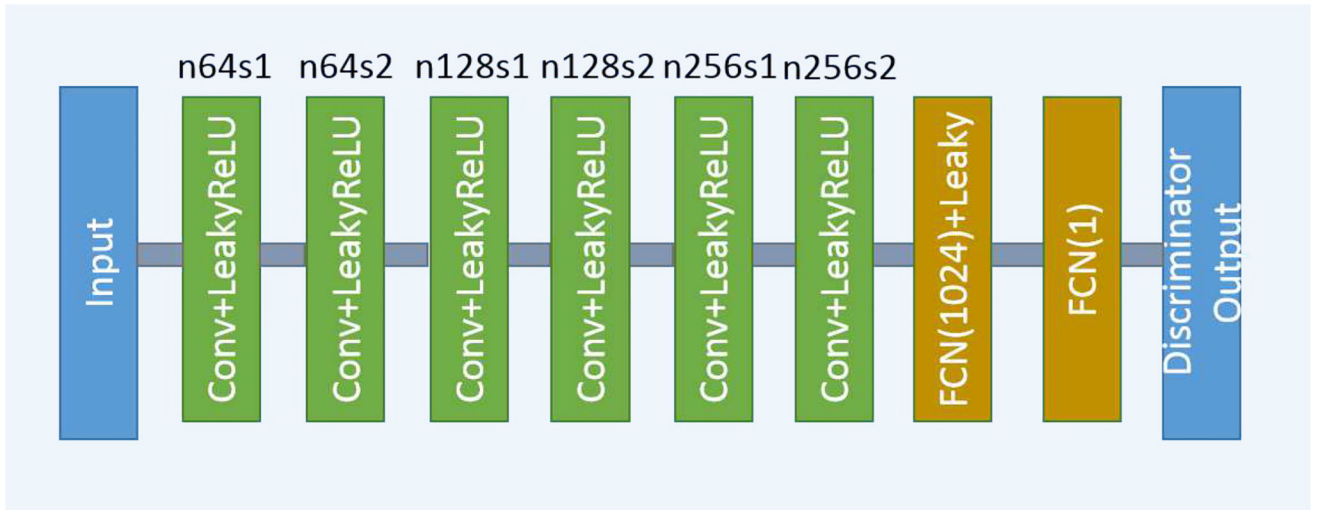 n64s1 n64s2 n128s1 n128s2 n256s1 n256s2
Input
Conv+LeakyReLU
Conv+LeakyReLU
Conv+LeakyReLU
Conv+LeakyReLU
Conv+LeakyReLU
Conv+LeakyReLU
FCN(1024)+Leaky
FCN(1)
Discriminator
Output